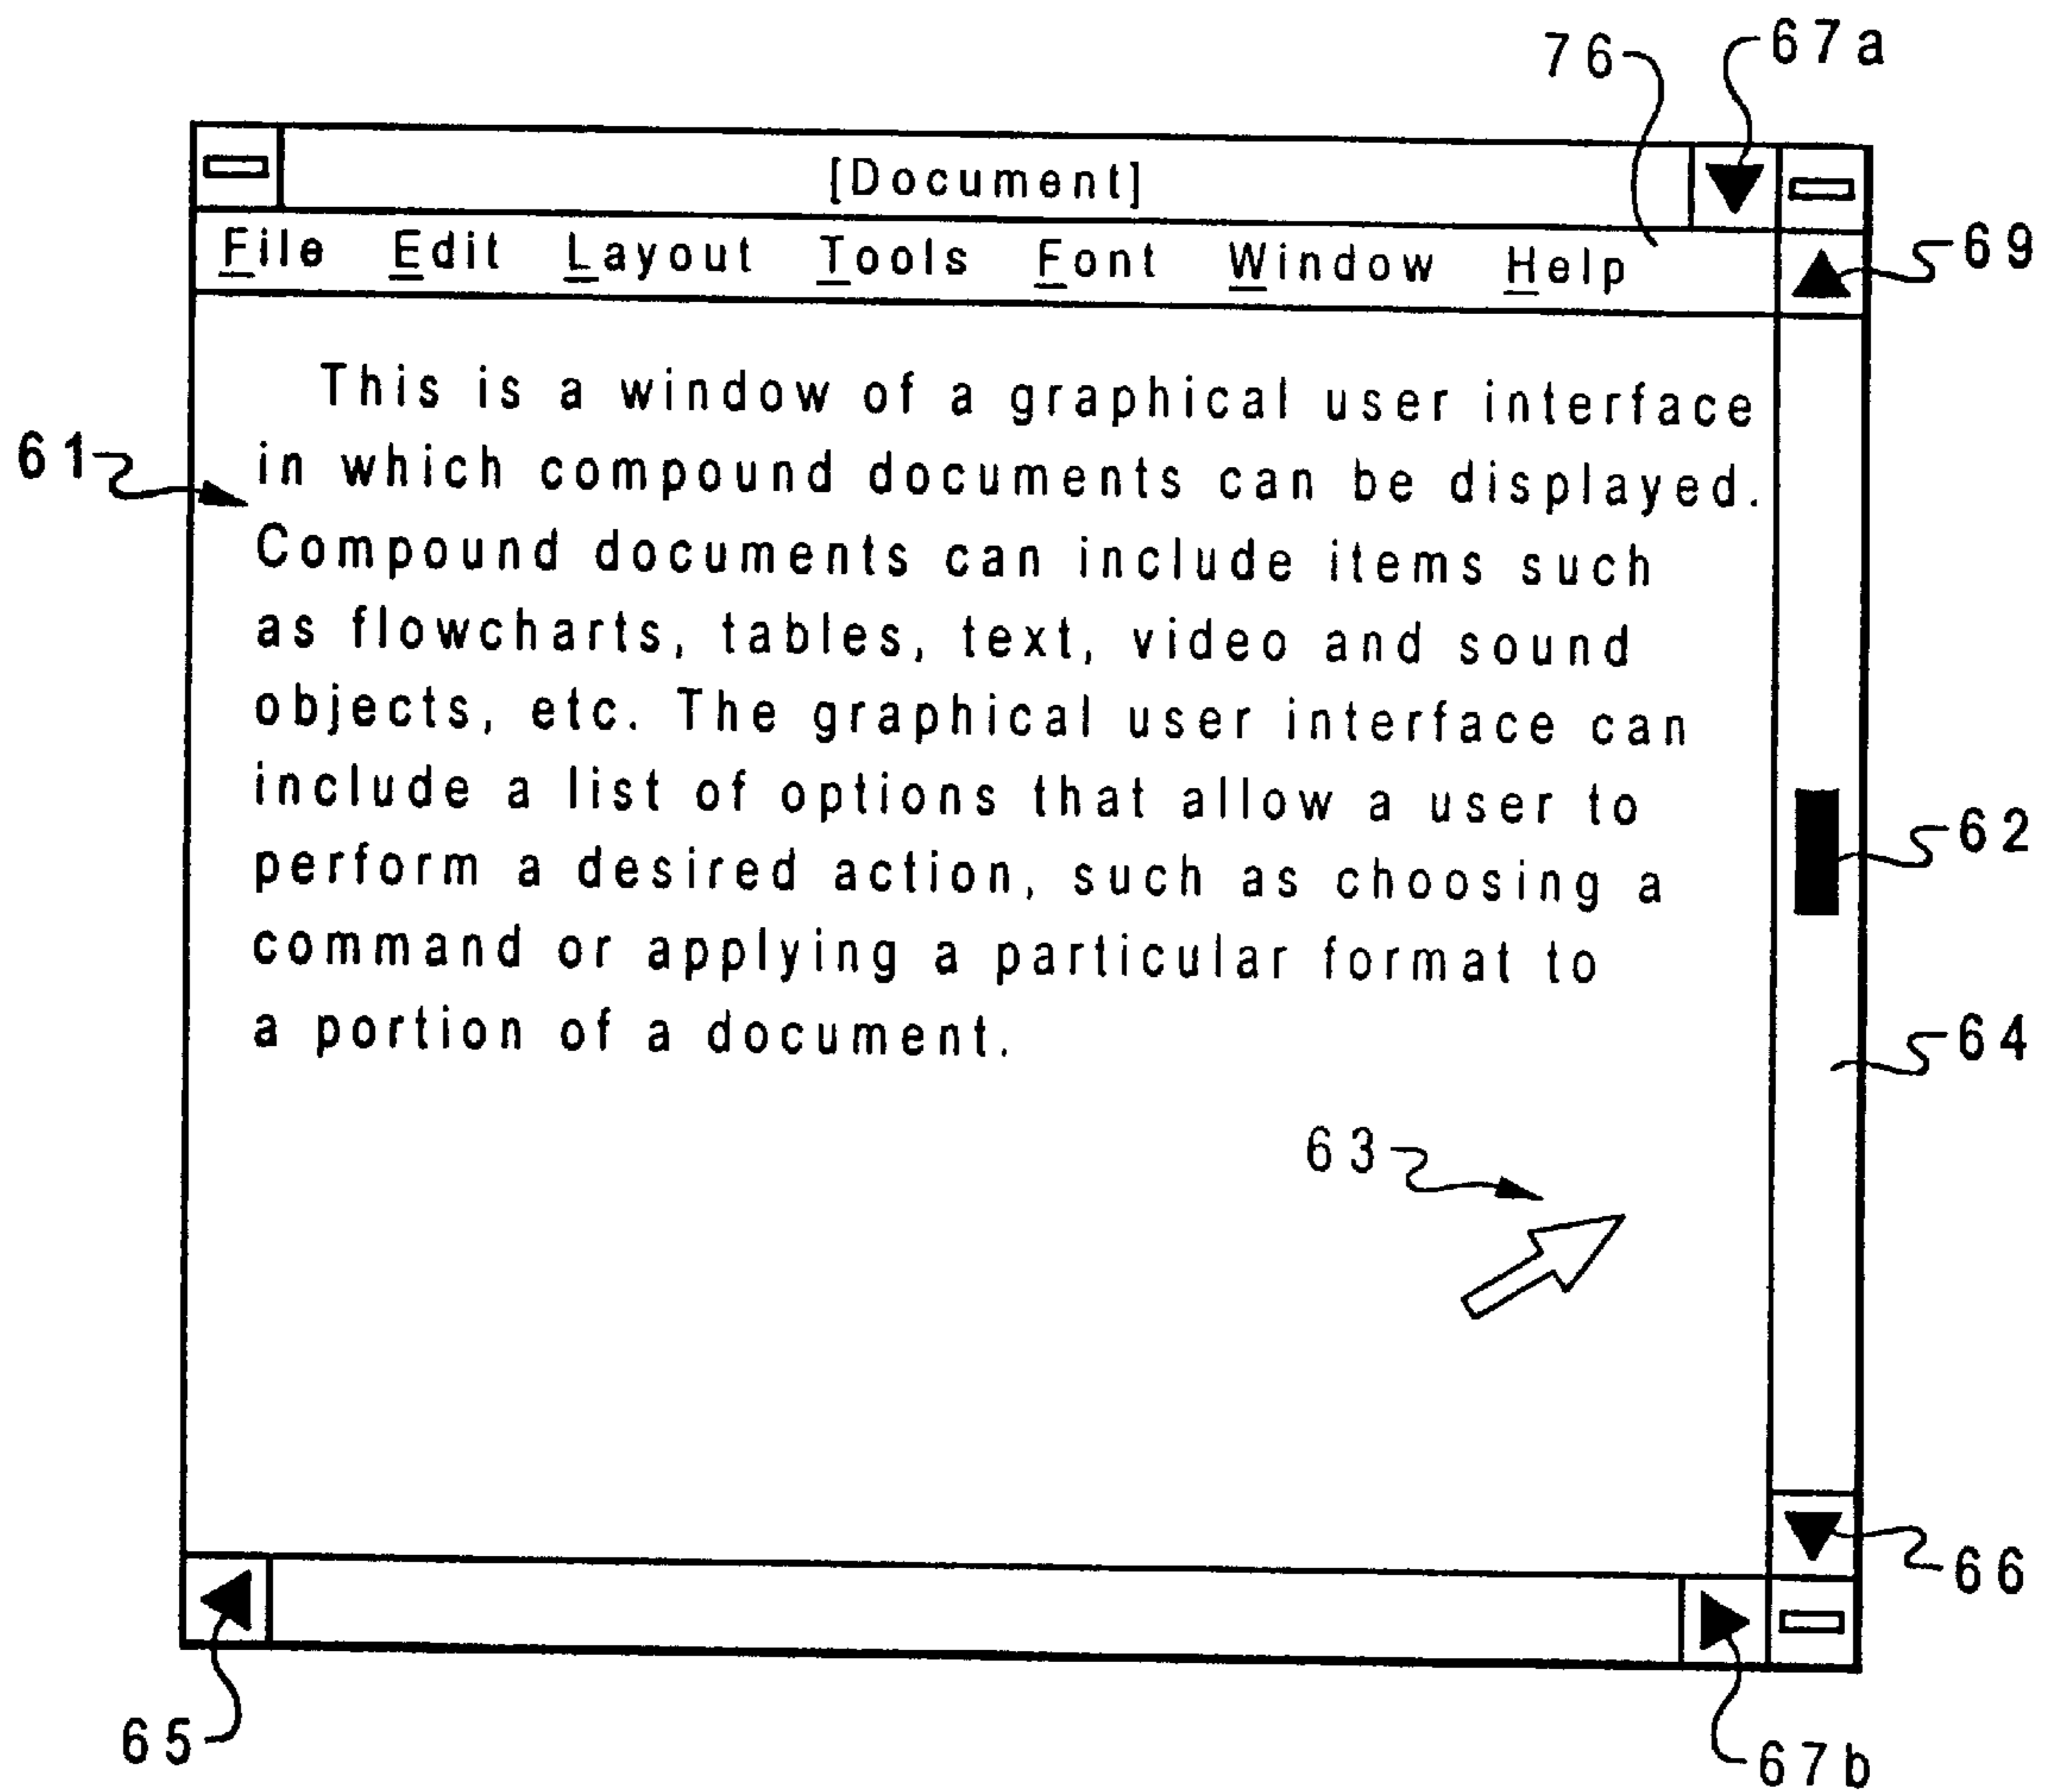 76 67a
[Document]
File Edit Layout Tools Font Window Help
69
This is a window of a graphical user interface
61
in which compound documents can be displayed.
Compound documents can include items such
as flowcharts, tables, text, video and sound
objects, etc. The graphical user interface can
include a list of options that allow a user to
62
perform a desired action, such as choosing a
command or applying a particular format to
a portion of a document.
64
63
66
65
67b